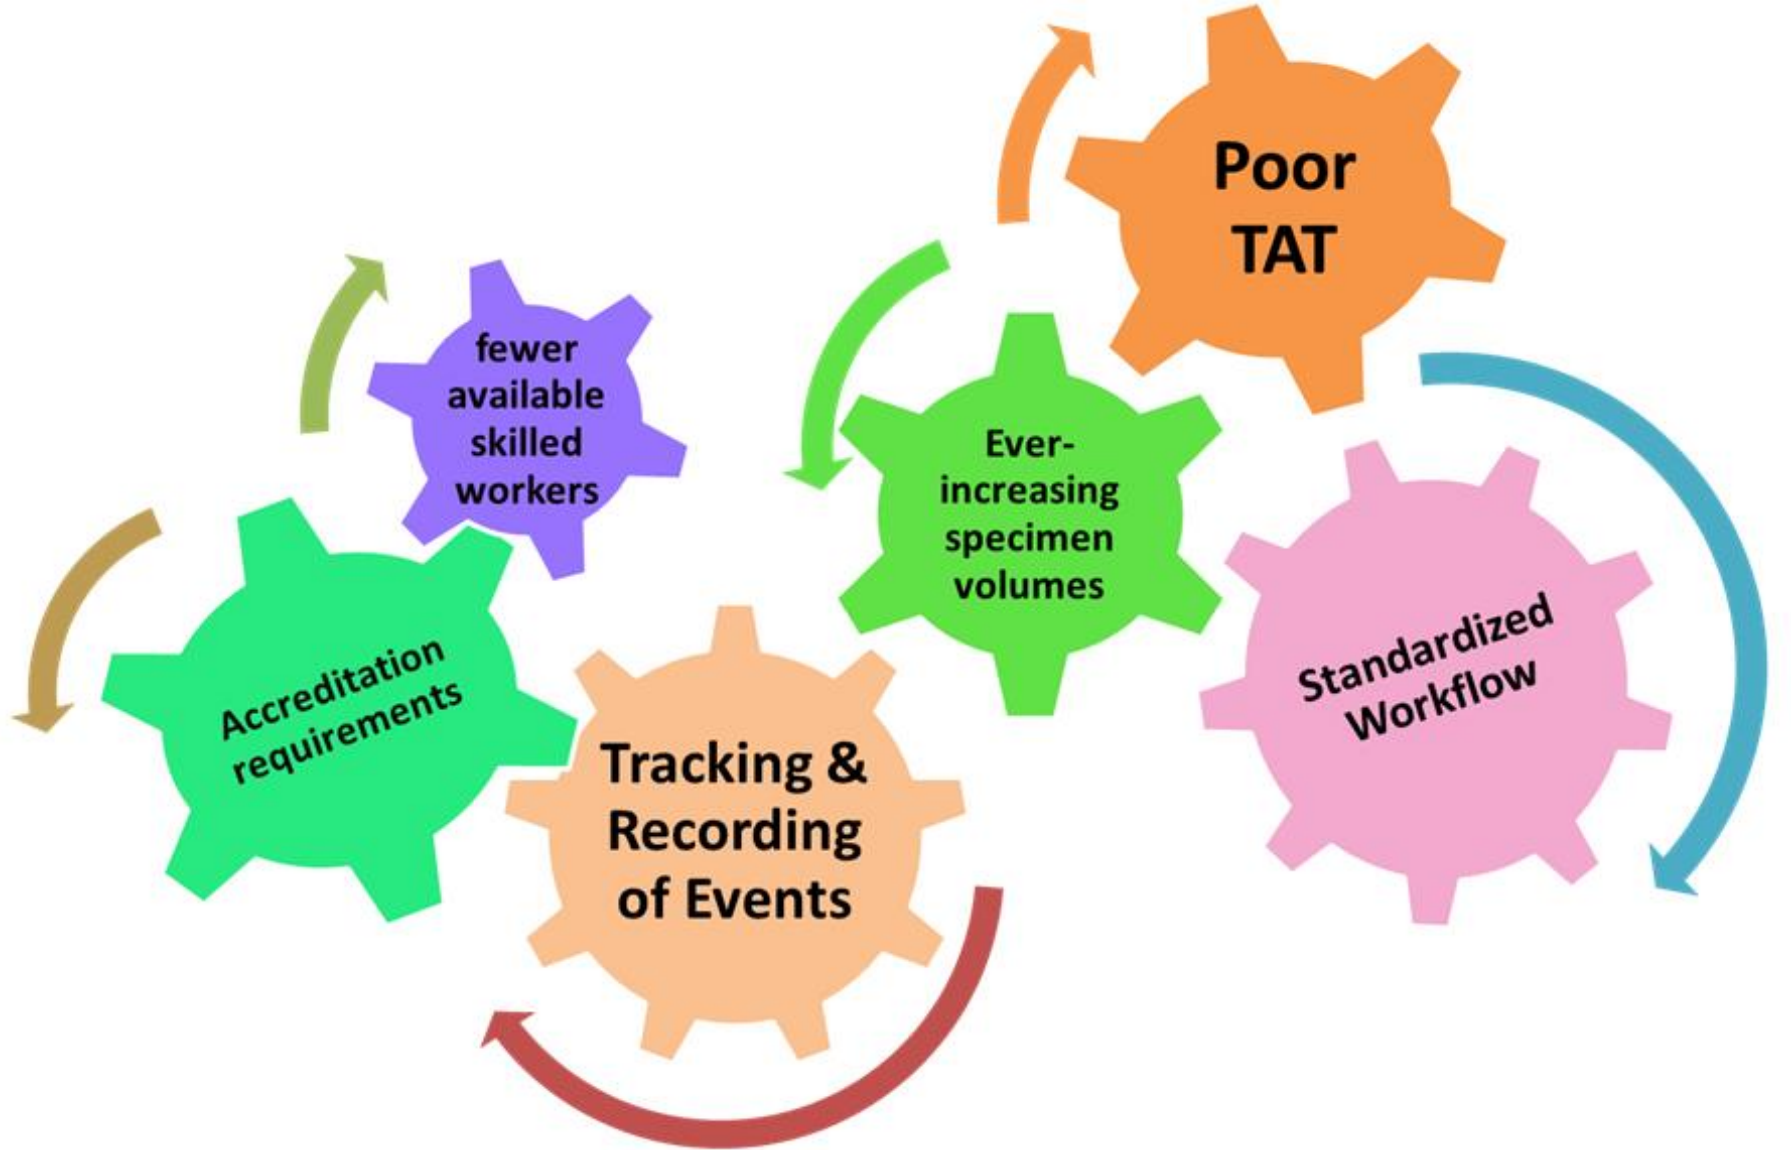 Poor
TAT
fewer
available
skilled
workers
Ever-
increasing
specimen
volumes
Accreditation
requirements
Tracking &
Recording
of Events
Standardized
Workflow